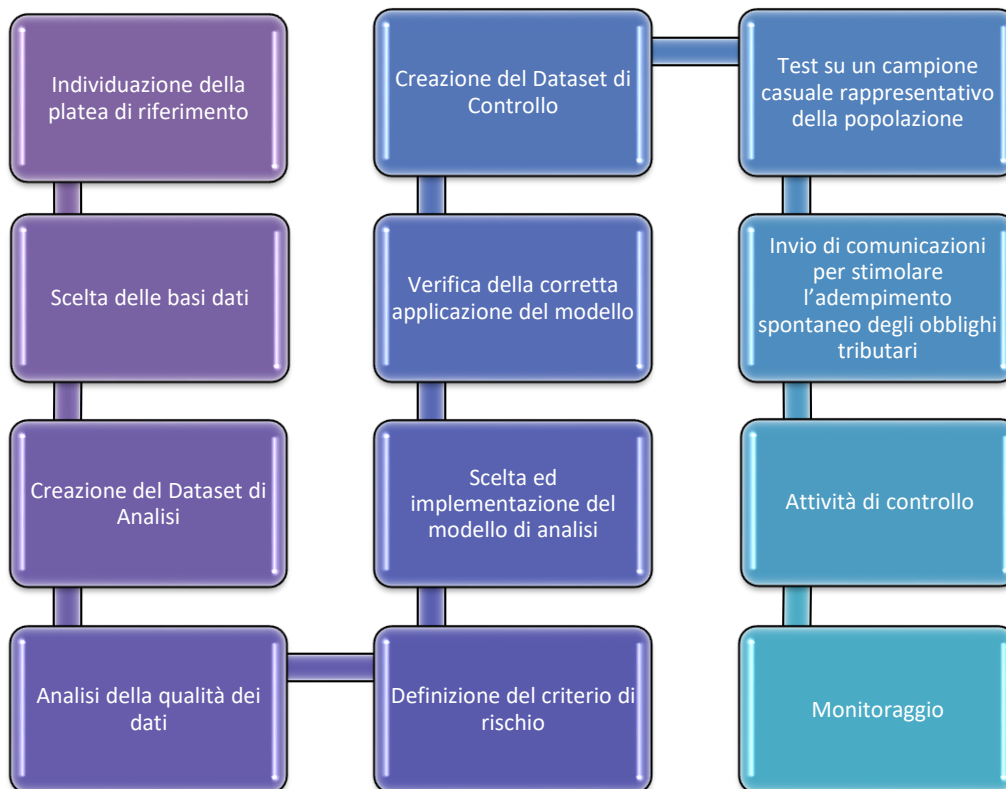 Individuazione della
platea di riferimento
Scelta delle basi dati
Creazione del Dataset di
Analisi
Analisi della qualità dei
dati
Definizione del criterio di
rischio
Scelta ed
implementazione del
modello di analisi
Verifica della corretta
applicazione del modello
Creazione del Dataset di
Controllo
Test su un campione
casuale rappresentativo
della popolazione
Invio di comunicazioni
per stimolare
l’adempimento
spontaneo degli obblighi
tributari
Attività di controllo
Monitoraggio